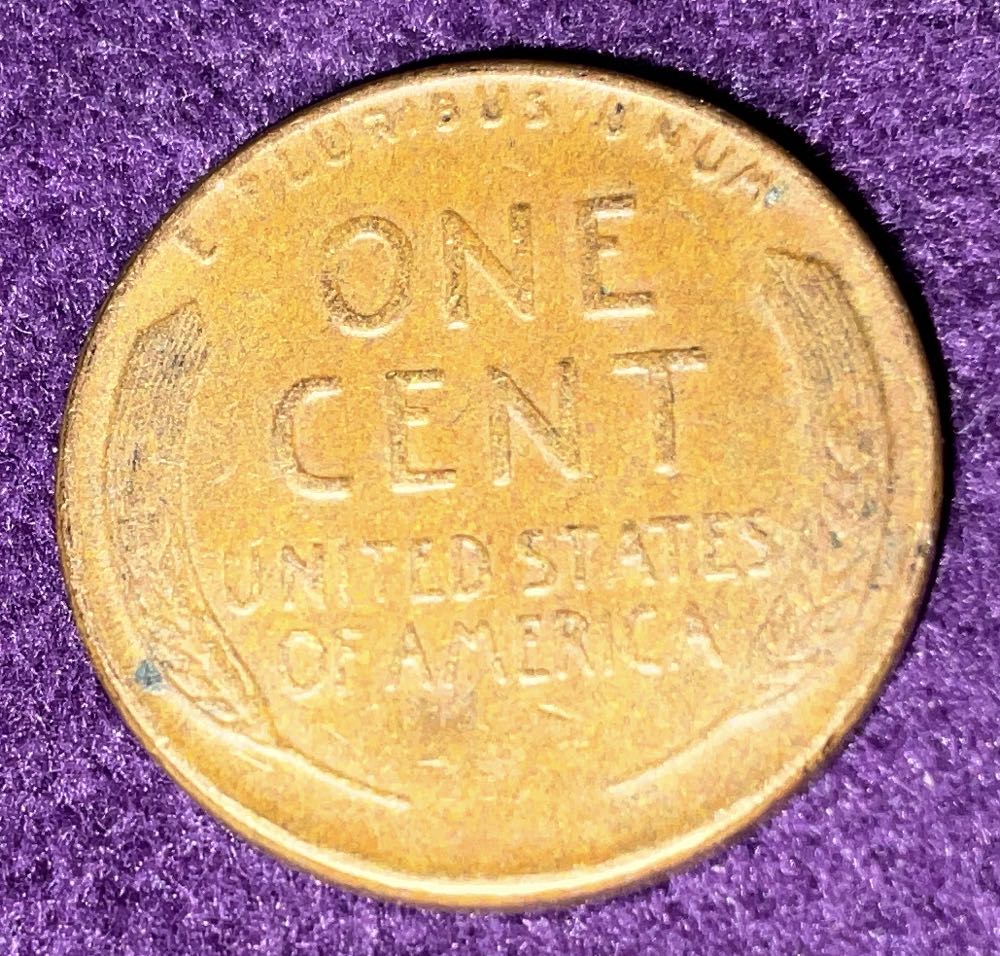 E PLURIBUS UNUM
ONE
CENT
UNITED STATES
OF AMERICA